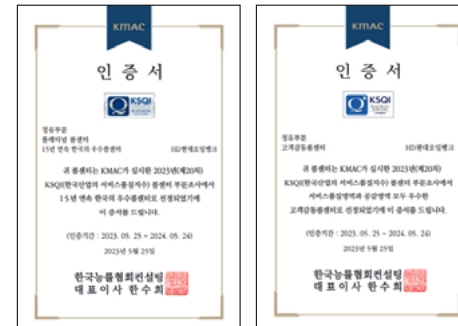 KMAC
인 증 서
KSQI
정유부문
플래티넘 콜센터
15년 연속 한국의 우수콜센터 HD현대오일뱅크
귀 콜센터는 KMAC가 실시한 2023년(제20차)
KSQI(한국산업의 서비스품질지수) 콜센터 부문조사에서
15년 연속 한국의 우수콜센터로 선정되었기에
이 증서를 드립니다.
(인증기간 : 2023. 05. 25 ~ 2024. 05. 24)
2023년 5월 25일
한국능률협회컨설팅
대 표 이 사 한 수 희
KMAC
인 증 서
KSQI
정유부문
고객감동콜센터 HD현대오일뱅크
귀 콜센터는 KMAC가 실시한 2023년(제20차)
KSQI(한국산업의 서비스품질지수) 콜센터 부문조사에서
서비스품질영역과 공감영역 모두 우수한
고객감동콜센터로 선정되었기에 이 증서를 드립니다.
(인증기간 : 2023. 05. 25 ~ 2024. 05. 24)
2023년 5월 25일
한국능률협회컨설팅
대 표 이 사 한 수 희